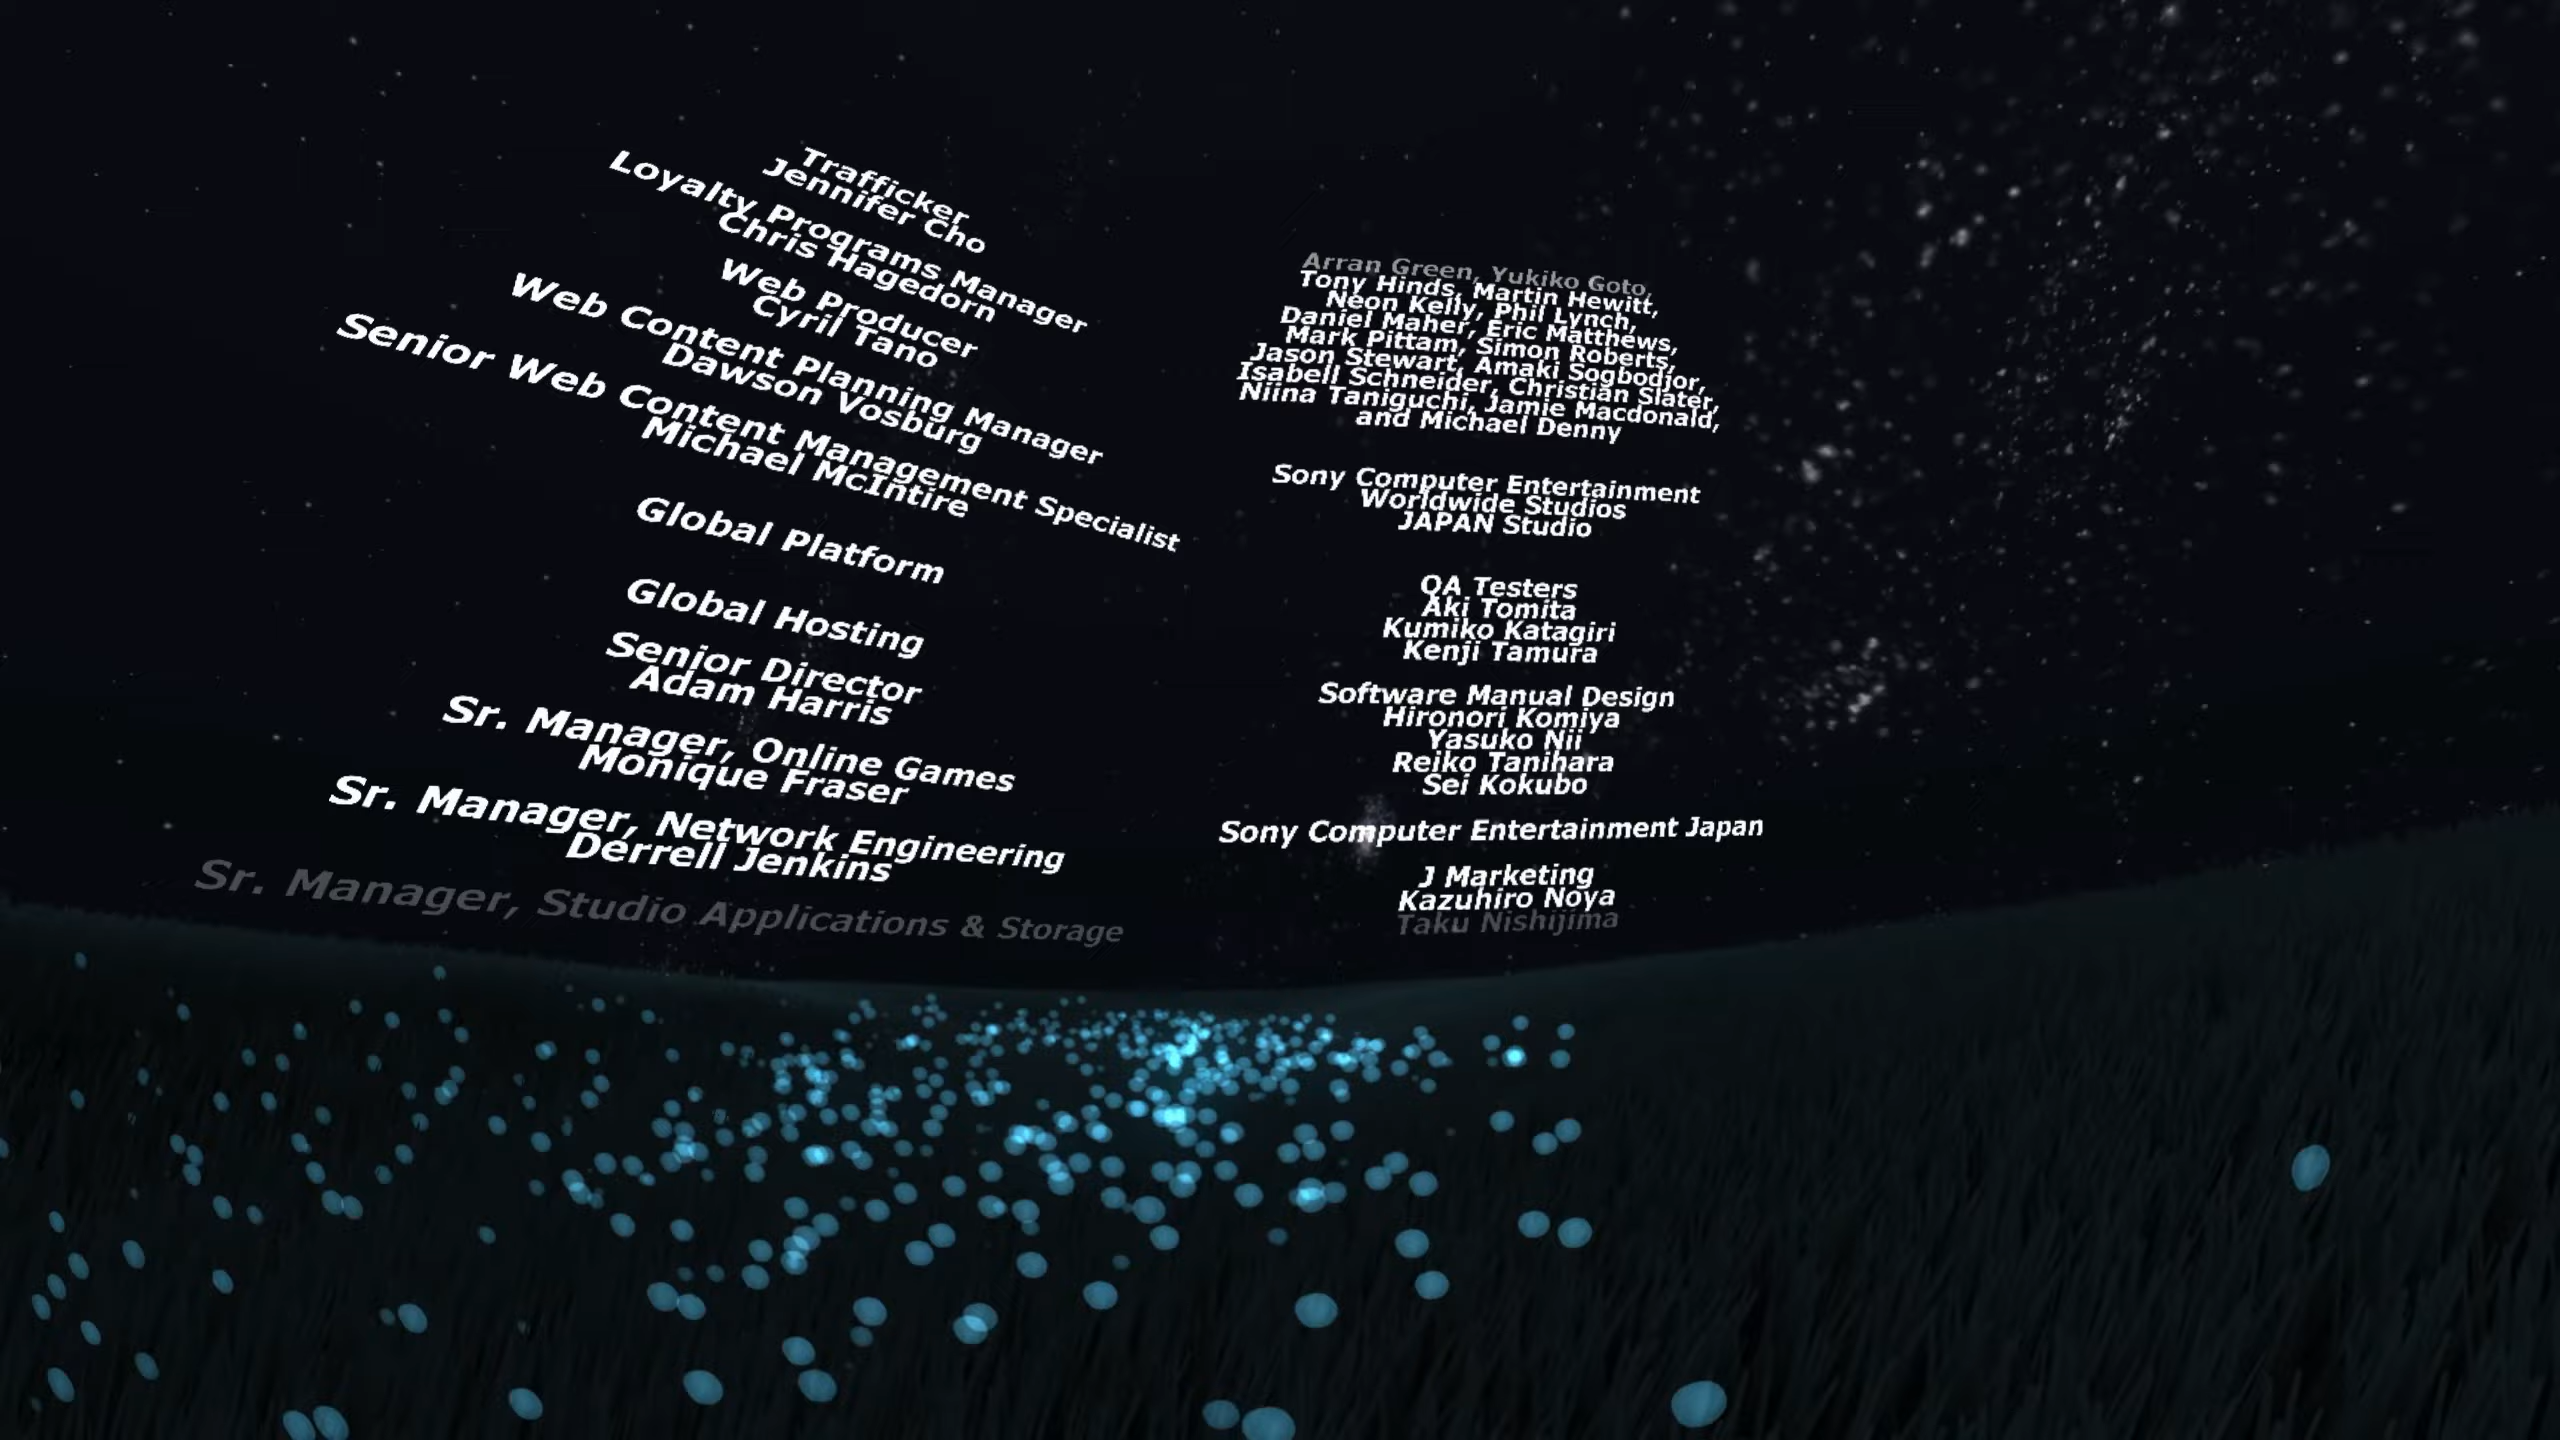 Trafficker
Jennifer Cho
Loyalty Programs Manager
Chris Hagedorn
Web Producer
Cyril Tano
Web Content Planning Manager
Dawson Vosburg
Senior Web Content Management Specialist
Michael McIntire
Global Platform
Global Hosting
Senior Director
Adam Harris
Sr. Manager, Online Games
Monique Fraser
Sr. Manager, Network Engineering
Derrell Jenkins
Sr. Manager, Studio Applications & Storage
Arran Green, Yukiko Goto,
Tony Hinds, Martin Hewitt,
Neon Kelly, Phil Lynch,
Daniel Maher, Eric Matthews,
Mark Pittam, Simon Roberts,
Jason Stewart, Amaki Sogbodjor,
Isabell Schneider, Christian Slater,
Niina Taniguchi, Jamie Macdonald,
and Michael Denny
Sony Computer Entertainment
Worldwide Studios
JAPAN Studio
QA Testers
Aki Tomita
Kumiko Katagiri
Kenji Tamura
Software Manual Design
Hironori Komiya
Yasuko Nii
Reiko Tanihara
Sei Kokubo
Sony Computer Entertainment Japan
J Marketing
Kazuhiro Noya
Taku Nishijima